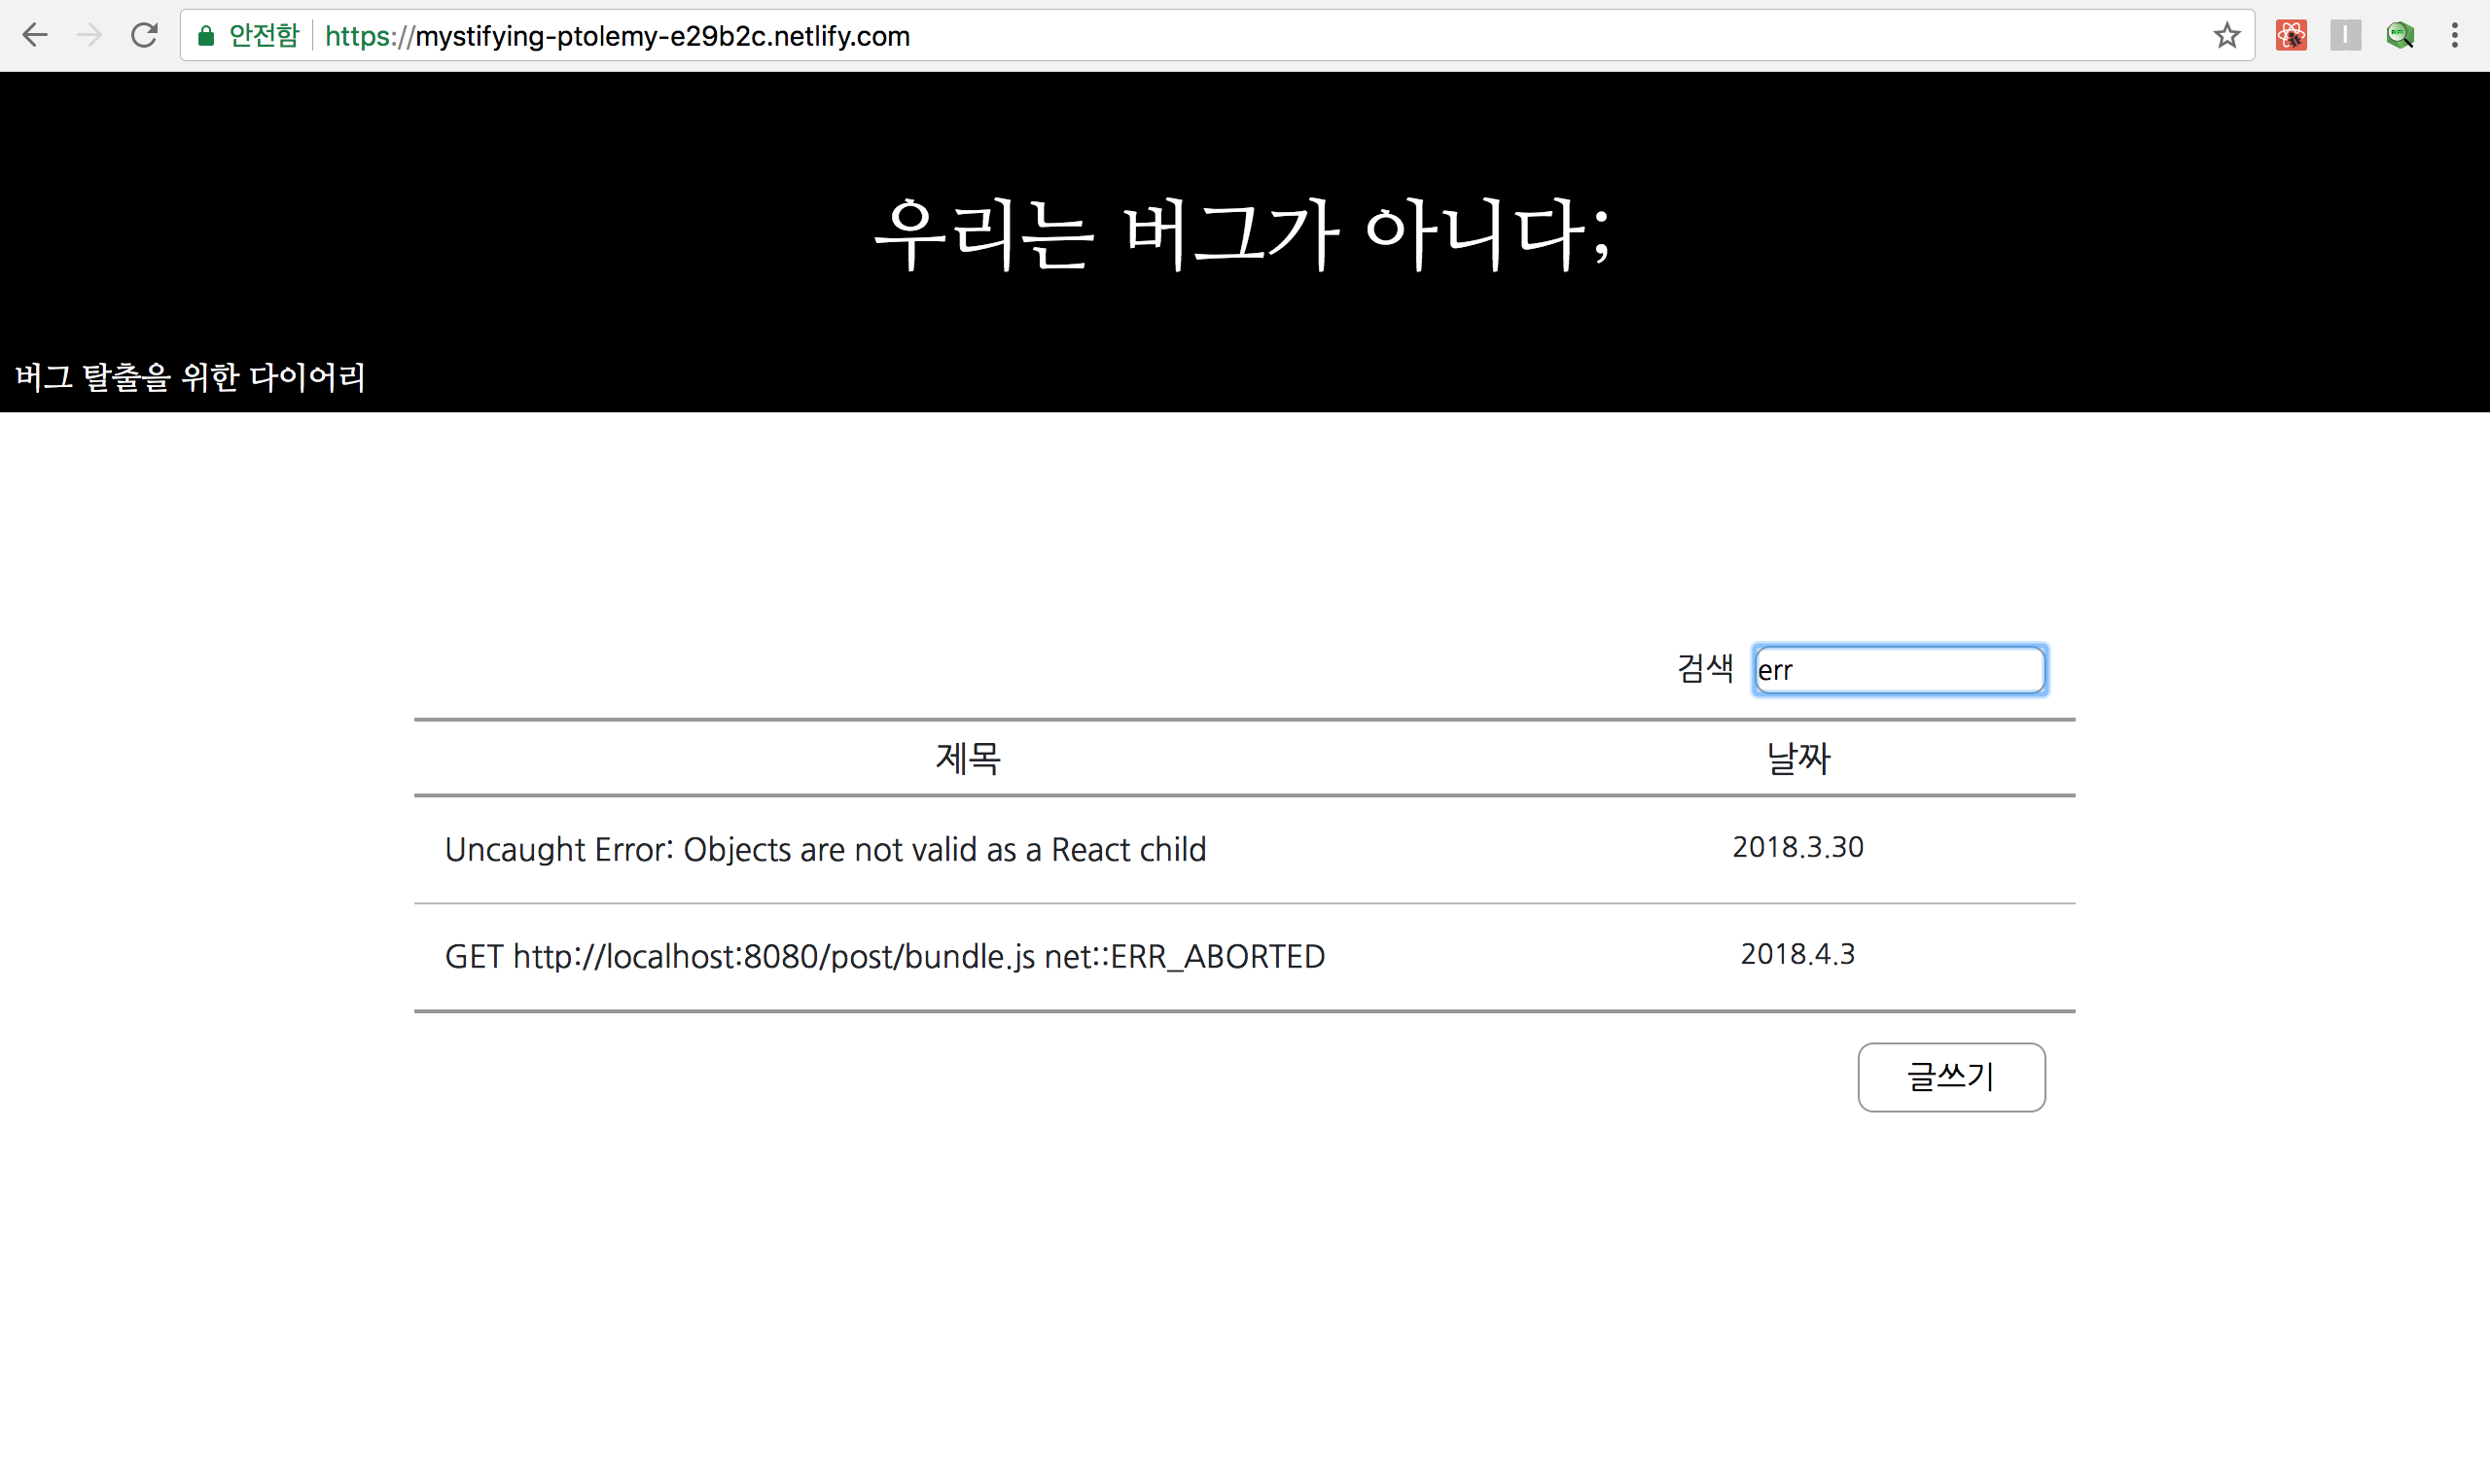 안전함 https://mystifying-ptolemy-e29b2c.netlify.com
우리는 버그가 아니다;
버그 탈출을 위한 다이어리
검색 err
제목 날짜
Uncaught Error: Objects are not valid as a React child 2018.3.30
GET http://localhost:8080/post/bundle.js net::ERR_ABORTED 2018.4.3
글쓰기